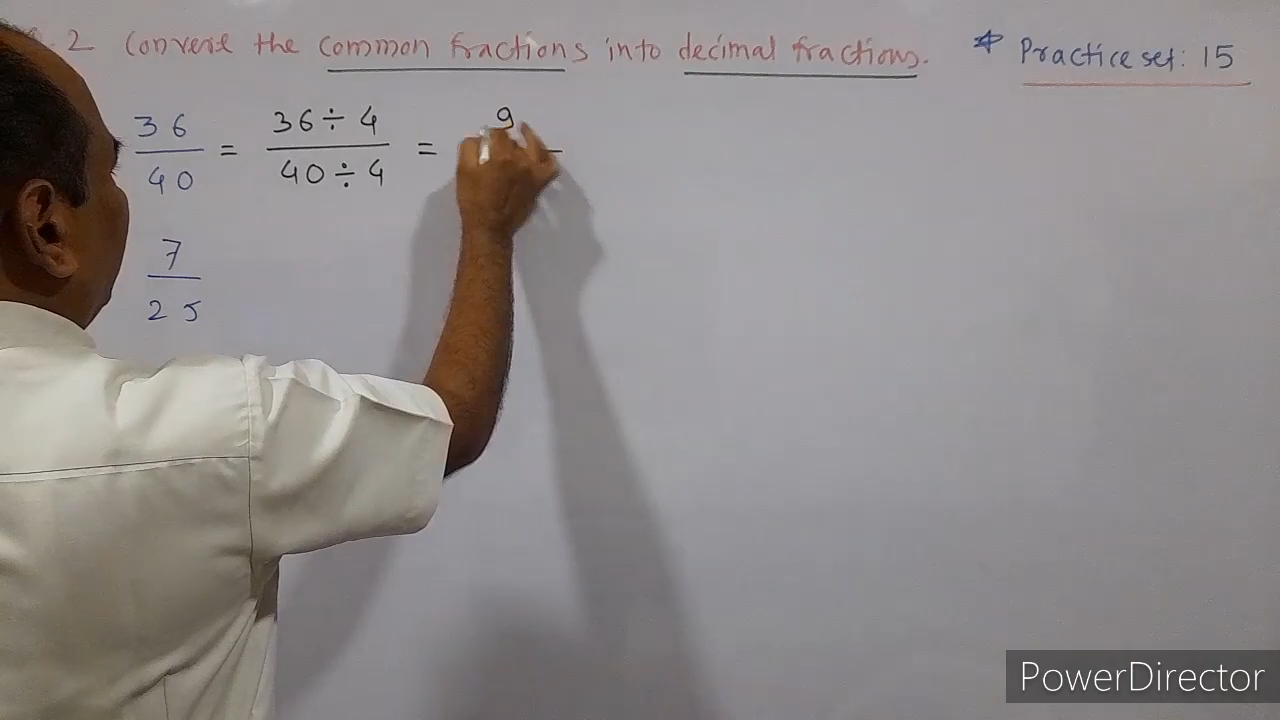 . 2 Convert the common fractions into decimal fractions.
* Practice set: 15
36/40 = 36÷4/40÷4 = 9
7/25
PowerDirector